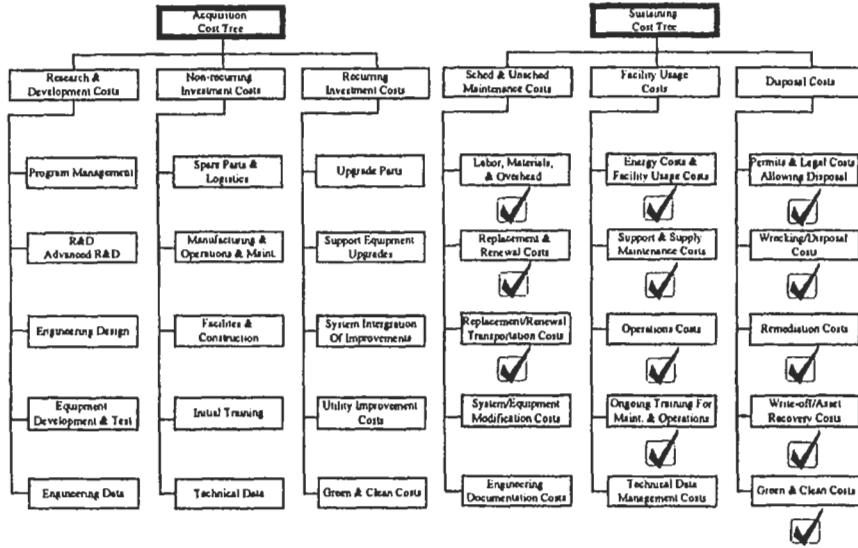 Acquisition
Cost Tree
Sustaining
Cost Tree
Research &
Development Costs
Non-recurring
Investment Costs
Recurring
Investment Costs
Sched & Unsched
Maintenance Costs
Facility Usage
Costs
Disposal Costs
Program Management
Spare Parts &
Logistics
Upgrade Parts
Labor, Materials,
& Overhead
Energy Costs &
Facility Usage Costs
Permits & Legal Costs
Allowing Disposal
R&D
Advanced R&D
Manufacturing &
Operations & Maint.
Support Equipment
Upgrades
Replacement &
Renewal Costs
Support & Supply
Maintenance Costs
Wrecking/Disposal
Costs
Engineering Design
Facilites &
Construction
System Intergration
Of Improvements
Replacement/Renewal
Transportation Costs
Operations Costs
Remediation Costs
Equipment
Development & Test
Initial Training
Utility Improvement
Costs
System/Equipment
Modification Costs
Ongoing Training For
Maint. & Operations
Write-off/Asset
Recovery Costs
Engineering Data
Technical Data
Green & Clean Costs
Engineering
Documentation Costs
Technical Data
Management Costs
Green & Clean Costs